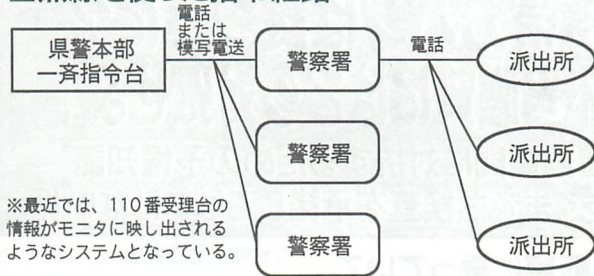 電話
または
模写電送
県警本部
一斉指令台
警察署
電話
派出所
警察署
派出所
警察署
派出所
※最近では、110番受理台の
情報がモニタに映し出される
ようなシステムとなっている。